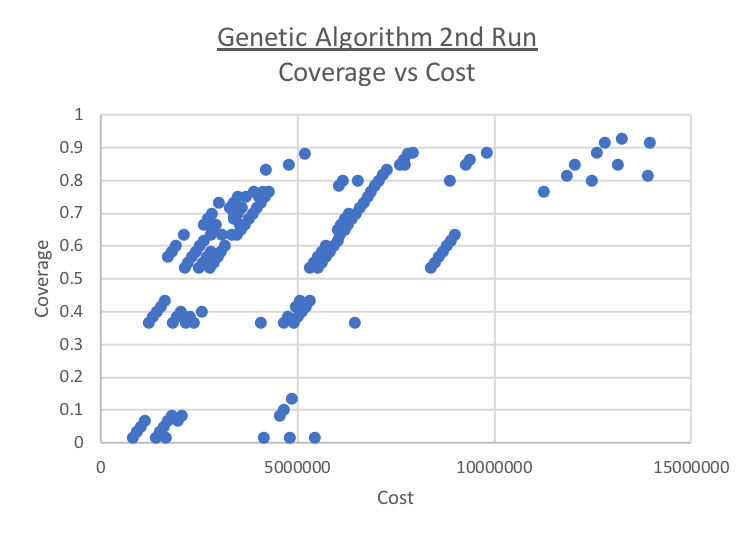 Genetic Algorithm 2nd Run
Coverage vs Cost
1
0.9
0.8
0.7
0.6
0.5
0.4
0.3
0.2
0.1
0
Coverage
0 5000000 10000000 15000000
Cost